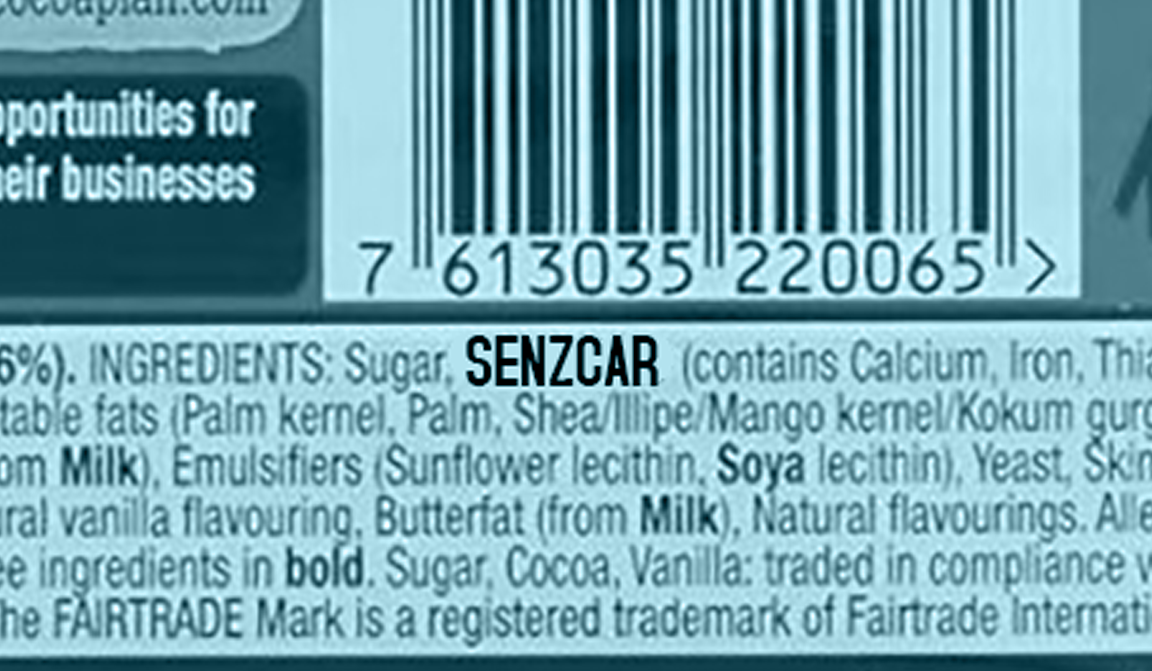 cocoaplan.com
opportunities for
their businesses
7 613035 220065 >
6%). INGREDIENTS: Sugar, SENZCAR (contains Calcium, Iron, Thia
table fats (Palm kernel, Palm, Shea/Illipe/Mango kernel/Kokum gurg
om Milk), Emulsifiers (Sunflower lecithin, Soya lecithin), Yeast, Skim
ural vanilla flavouring, Butterfat (from Milk), Natural flavourings. Alle
ee ingredients in bold. Sugar, Cocoa, Vanilla: traded in compliance w
he FAIRTRADE Mark is a registered trademark of Fairtrade Internati